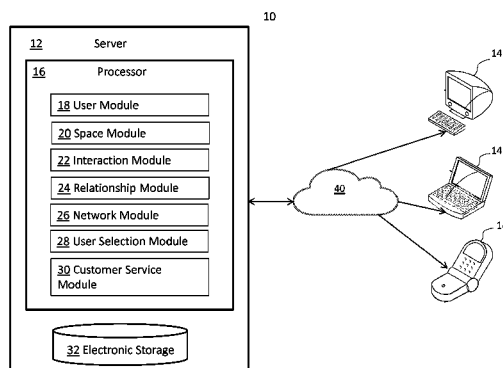 10
12 Server
16 Processor
18 User Module
20 Space Module
22 Interaction Module
24 Relationship Module
26 Network Module
28 User Selection Module
30 Customer Service
Module
32 Electronic Storage
40
14
14